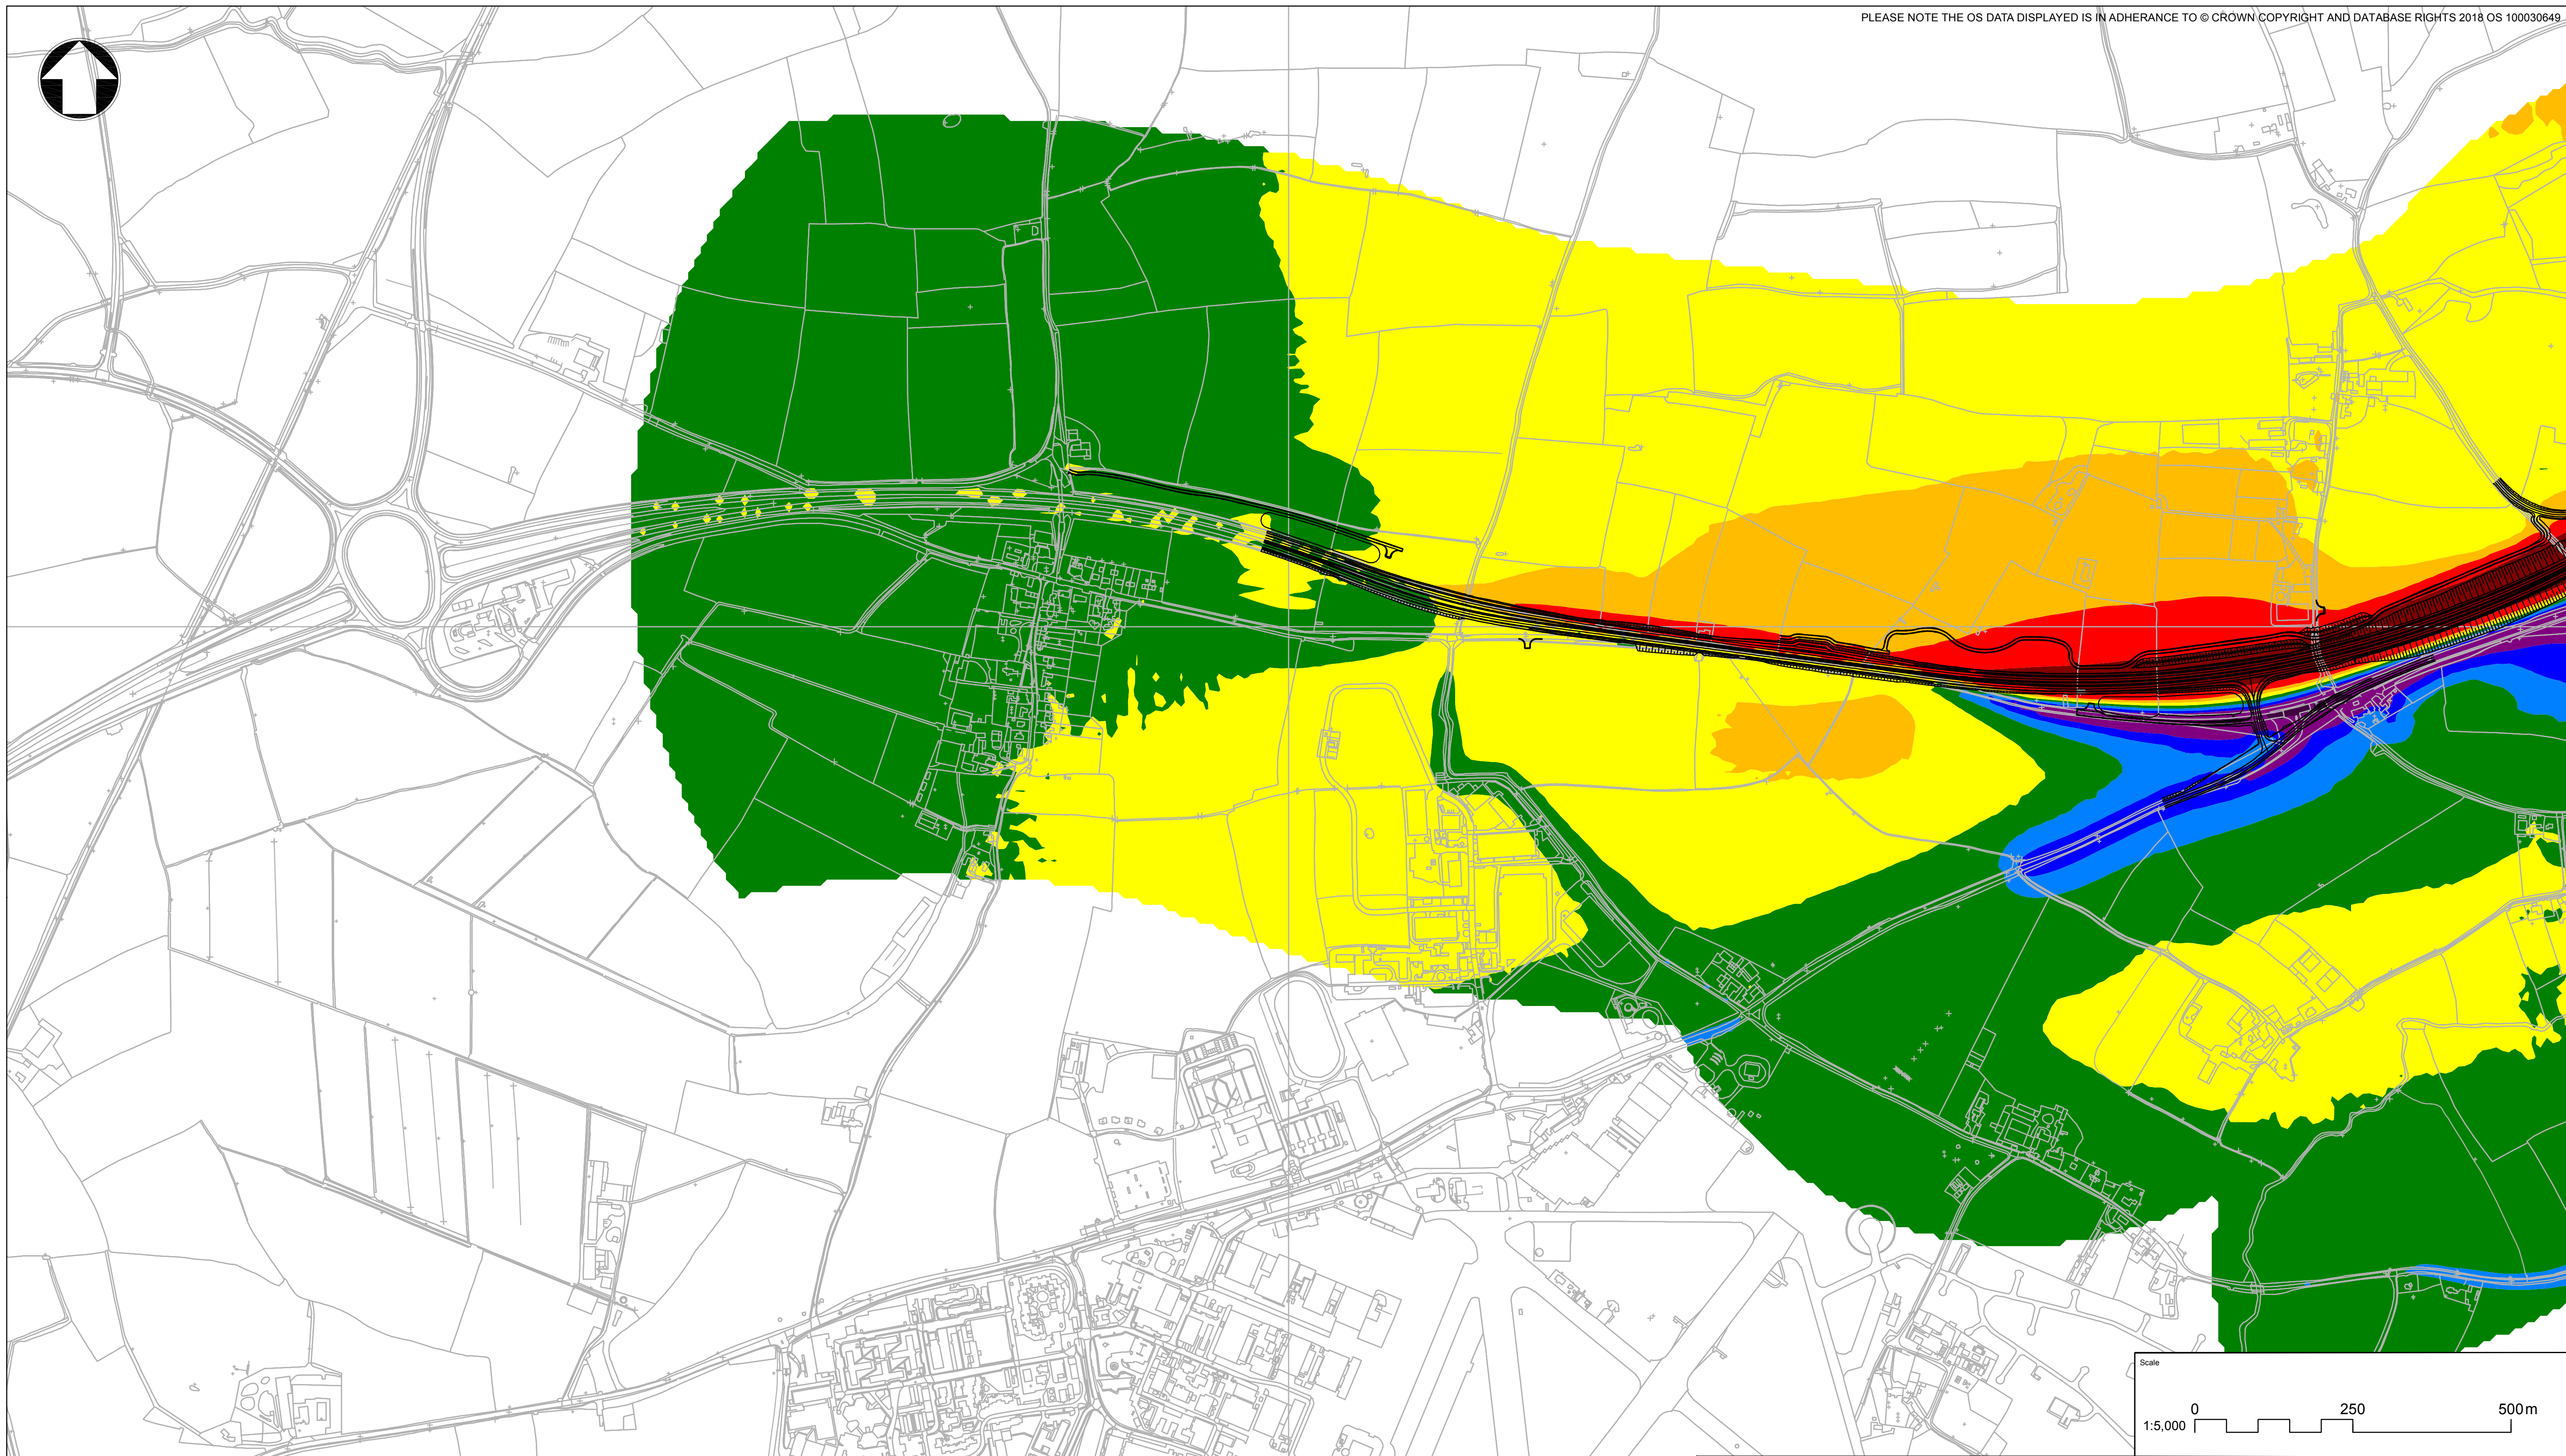 PLEASE NOTE THE OS DATA DISPLAYED IS IN ADHERANCE TO © CROWN COPYRIGHT AND DATABASE RIGHTS 2018 OS 100030649
Scale
0 250 500m
1:5,000